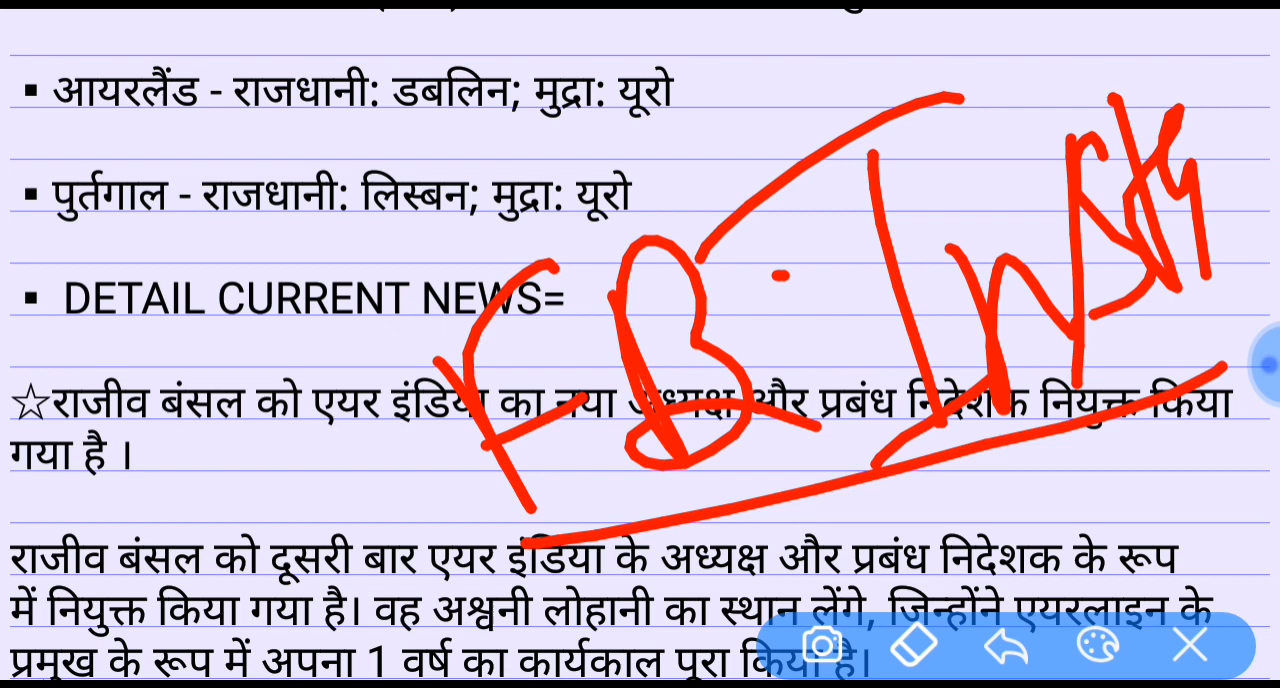 ▪ आयरलैंड - राजधानी: डबलिन; मुद्रा: यूरो
▪ पुर्तगाल - राजधानी: लिस्बन; मुद्रा: यूरो
▪ DETAIL CURRENT NEWS=
☆राजीव बंसल को एयर इंडिया का नया अध्यक्ष और प्रबंध निदेशक नियुक्त किया
गया है ।
राजीव बंसल को दूसरी बार एयर इंडिया के अध्यक्ष और प्रबंध निदेशक के रूप
में नियुक्त किया गया है। वह अश्वनी लोहानी का स्थान लेंगे, जिन्होंने एयरलाइन के
प्रमुख के रूप में अपना 1 वर्ष का कार्यकाल पूरा किया है।
FB - Insta